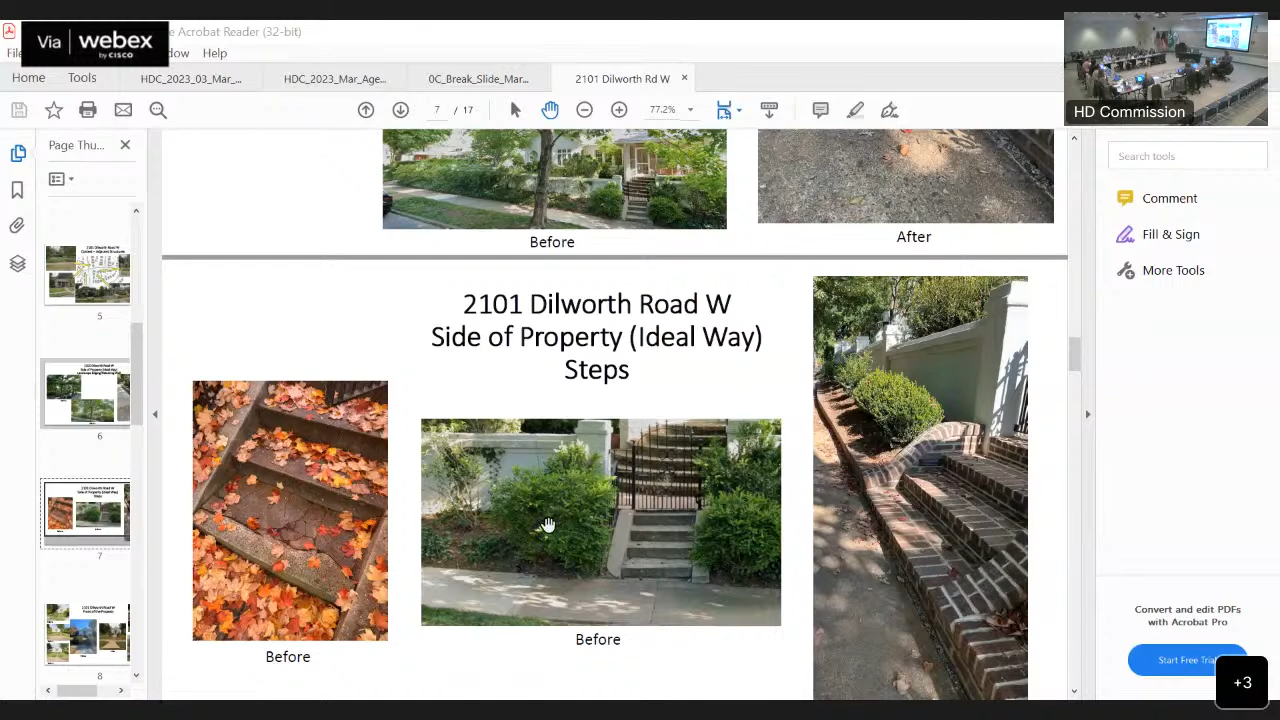 Via webex
by CISCO
e Acrobat Reader (32-bit)
Fil
dow Help
Home Tools HDC_2023_03_Mar_... HDC_2023_Mar_Age... 0C_Break_Slide_Mar... 2101 Dilworth Rd W
7 / 17 77.2%
HD Commission
Page Thu...
Search tools
Comment
Fill & Sign
More Tools
Before
After
2101 Dilworth Road W
Side of Property (Ideal Way)
Steps
Before
Before
5
6
7
8
Convert and edit PDFs
with Acrobat Pro
Start Free Trial
+3